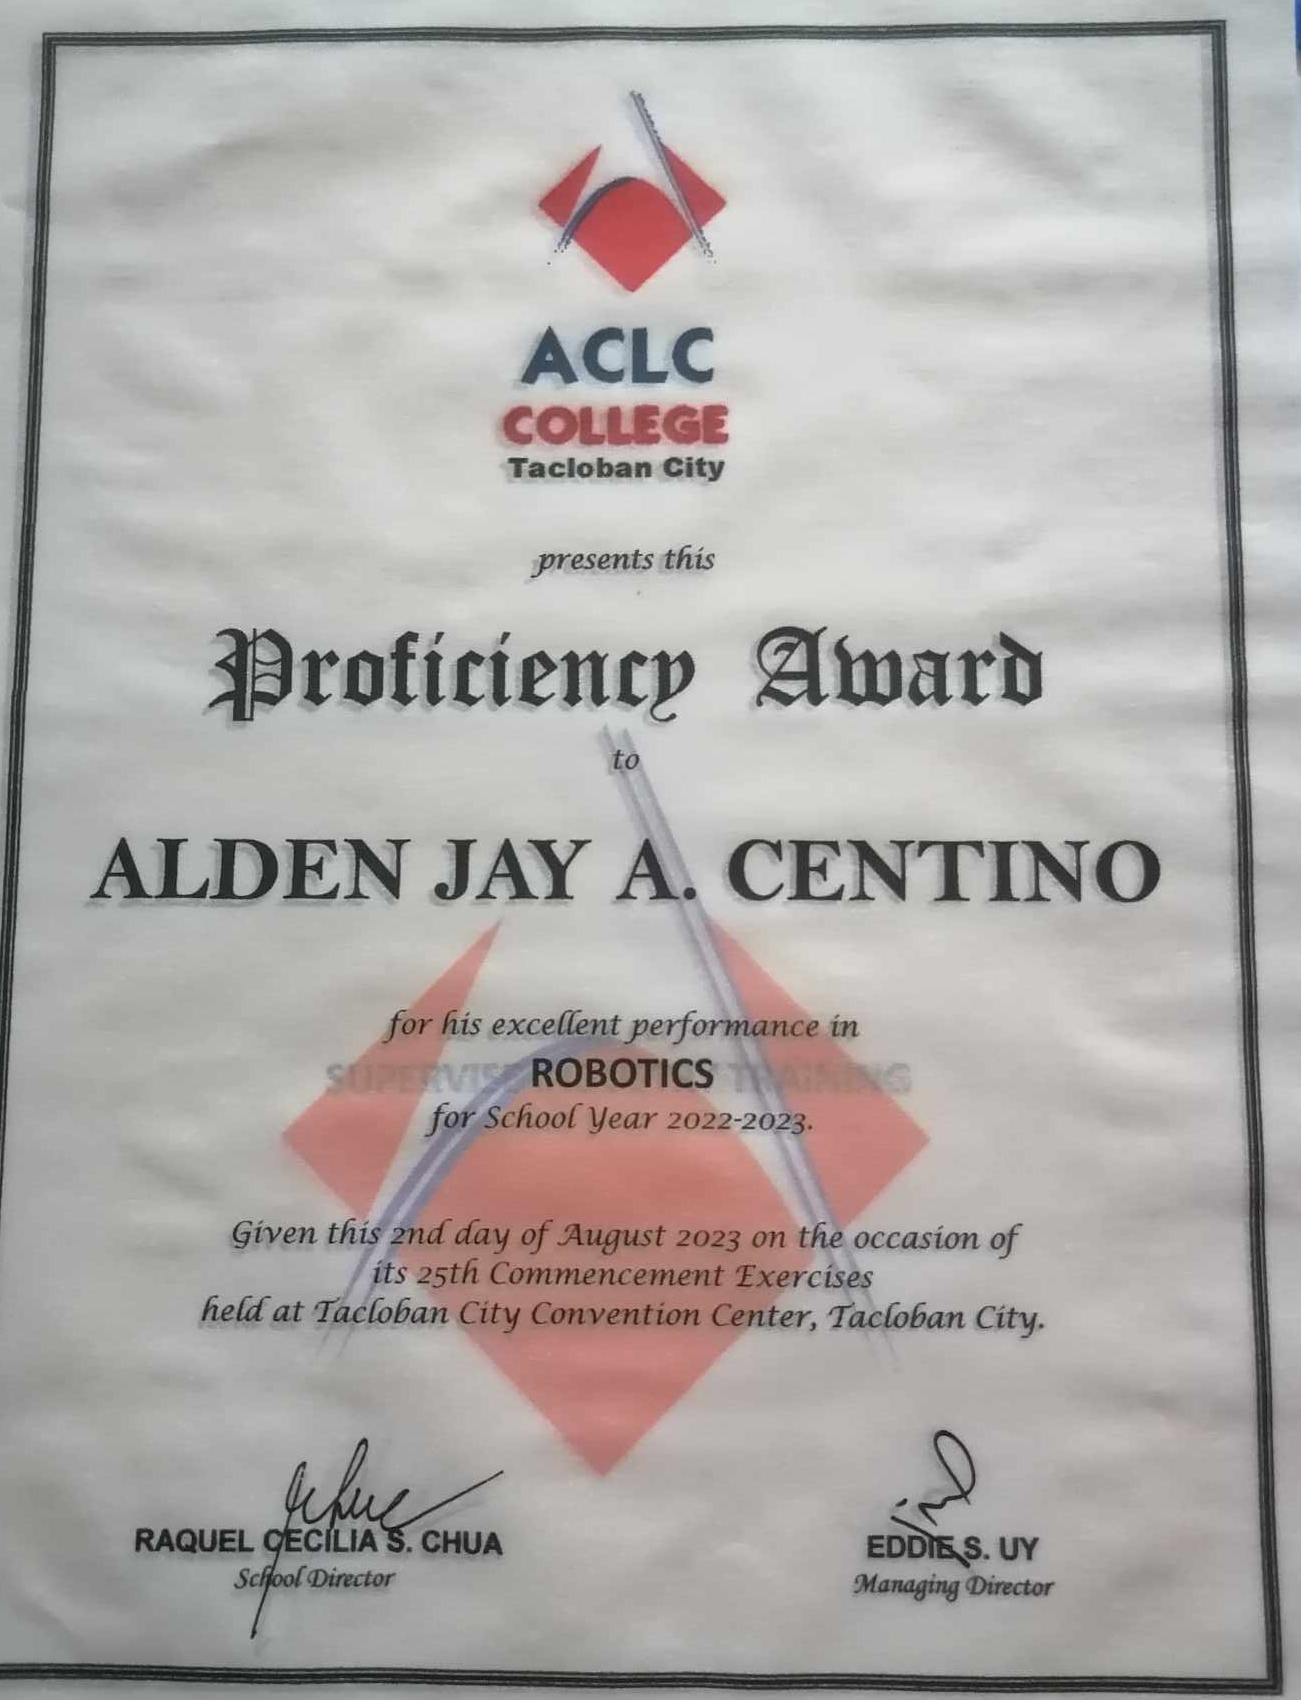 ACLC
COLLEGE
Tacloban City
presents this
Proficiency Award
to
ALDEN JAY A. CENTINO
for his excellent performance in
ROBOTICS
for School Year 2022-2023.
Given this 2nd day of August 2023 on the occasion of
its 25th Commencement Exercises
held at Tacloban City Convention Center, Tacloban City.
RAQUEL CECILIA S. CHUA
School Director
EDDIE S. UY
Managing Director